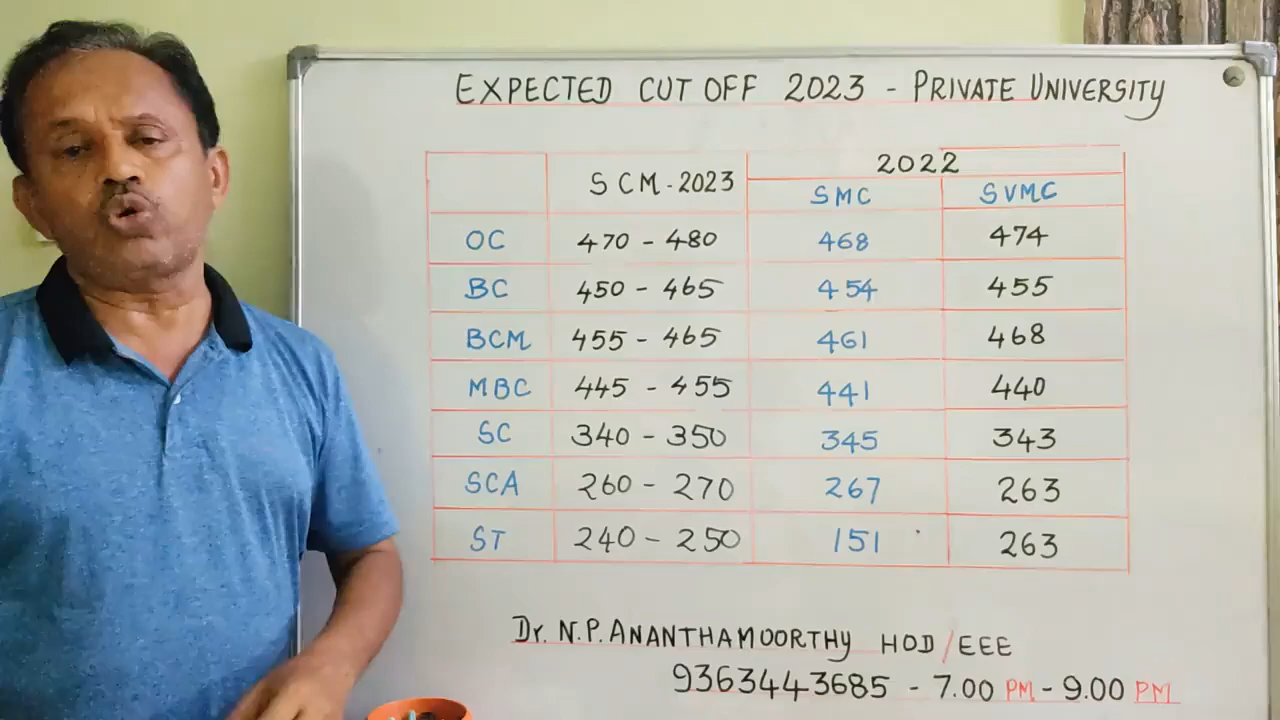 EXPECTED CUT OFF 2023 - PRIVATE UNIVERSITY
SCM-2023 2022
SMC SVMC
OC 470 - 480 468 474
BC 450 - 465 454 455
BCM 455 - 465 461 468
MBC 445 - 455 441 440
SC 340 - 350 345 343
SCA 260 - 270 267 263
ST 240 - 250 151 263
Dr. N.P. ANANTHAMOORTHY HOD/EEE
9363443685 - 7.00 PM - 9.00 PM